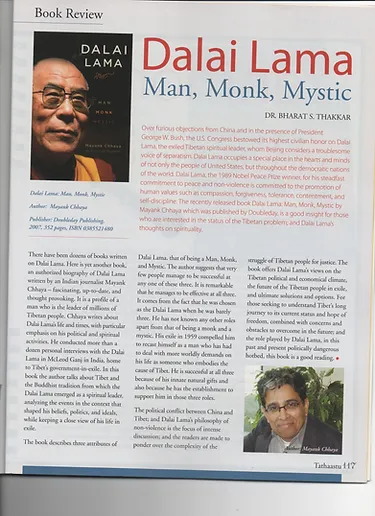 Book Review
DALAI
LAMA
MAN
MONK
MYSTIC
Mayank Chhaya
Dalai Lama
Man, Monk, Mystic
DR. BHARAT S. THAKKAR
Over furious objections from China and in the presence of President
George W. Bush, the U.S. Congress bestowed its highest civilian honor on Dalai
Lama, the exiled Tibetan spiritual leader, whom Beijing considers a troublesome
voice of separatism. Dalai Lama occupies a special place in the hearts and minds
of not only the people of United States, but throughout the democratic nations
of the world. Dalai Lama, the 1989 Nobel Peace Prize winner, for his steadfast
commitment to peace and non-violence is committed to the promotion of
human values such as compassion, forgiveness, tolerance, contentment, and
self-discipline. The recently released book Dalai Lama: Man, Monk, Mystic by
Mayank Chhaya which was published by Doubleday, is a good insight for those
who are interested in the status of the Tibetan problem, and Dalai Lama's
thoughts on spirituality.
Dalai Lama: Man, Monk, Mystic
Author: Mayank Chhaya
Publisher: Doubleday Publishing,
2007, 352 pages, ISBN 0385521480
There have been dozens of books written
on Dalai Lama. Here is yet another book,
an authorized biography of Dalai Lama
written by an Indian journalist Mayank
Chhaya – fascinating, up-to-date, and
thought provoking. It is a profile of a
man who is the leader of millions of
Tibetan people. Chhaya writes about
Dalai Lama's life and times, with particular
emphasis on his political and spiritual
activities. He conducted more than a
dozen personal interviews with the Dalai
Lama in McLeod Ganj in India, home
to Tibet's government-in-exile. In this
book the author talks about Tibet and
the Buddhist tradition from which the
Dalai Lama emerged as a spiritual leader,
analyzing the events in the context that
shaped his beliefs, politics, and ideals,
while keeping a close view of his life in
exile.
The book describes three attributes of
Dalai Lama, that of being a Man, Monk,
and Mystic. The author suggests that very
few people manage to be successful at
any one of these three. It is remarkable
that he manages to be effective at all three.
It comes from the fact that he was chosen
as the Dalai Lama when he was barely
three. He has not known any other roles
apart from that of being a monk and a
mystic. His exile in 1959 compelled him
to recast himself as a man who has had
to deal with more worldly demands on
his life as someone who embodies the
cause of Tibet. He is successful at all three
because of his innate natural gifts and
also because he has the establishment to
support him in those three roles.
The political conflict between China and
Tibet; and Dalai Lama's philosophy of
non-violence is the focus of intense
discussion; and the readers are made to
ponder over the complexity of the
struggle of Tibetan people for justice. The
book offers Dalai Lama's views on the
Tibetan political and economical climate;
the future of the Tibetan people in exile,
and ultimate solutions and options. For
those seeking to understand Tibet's long
journey to its current status and hope of
freedom, combined with concerns and
obstacles to overcome in the future; and
the role played by Dalai Lama, in this
past and present politically dangerous
hotbed, this book is a good reading.
Author: Mayank Chhaya
Tathaastu 117